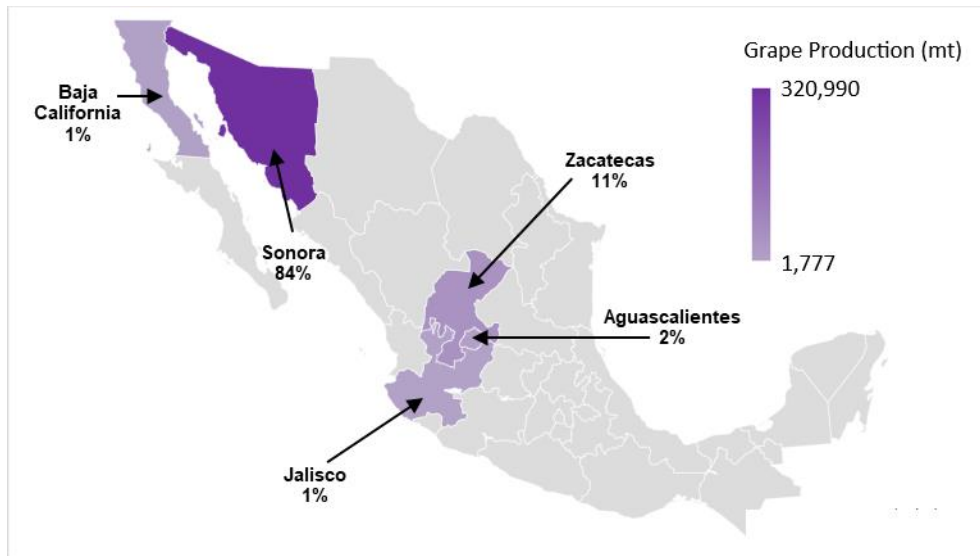 Grape Production (mt)
320,990
1,777
Baja
California
1%
Zacatecas
11%
Sonora
84%
Aguascalientes
2%
Jalisco
1%